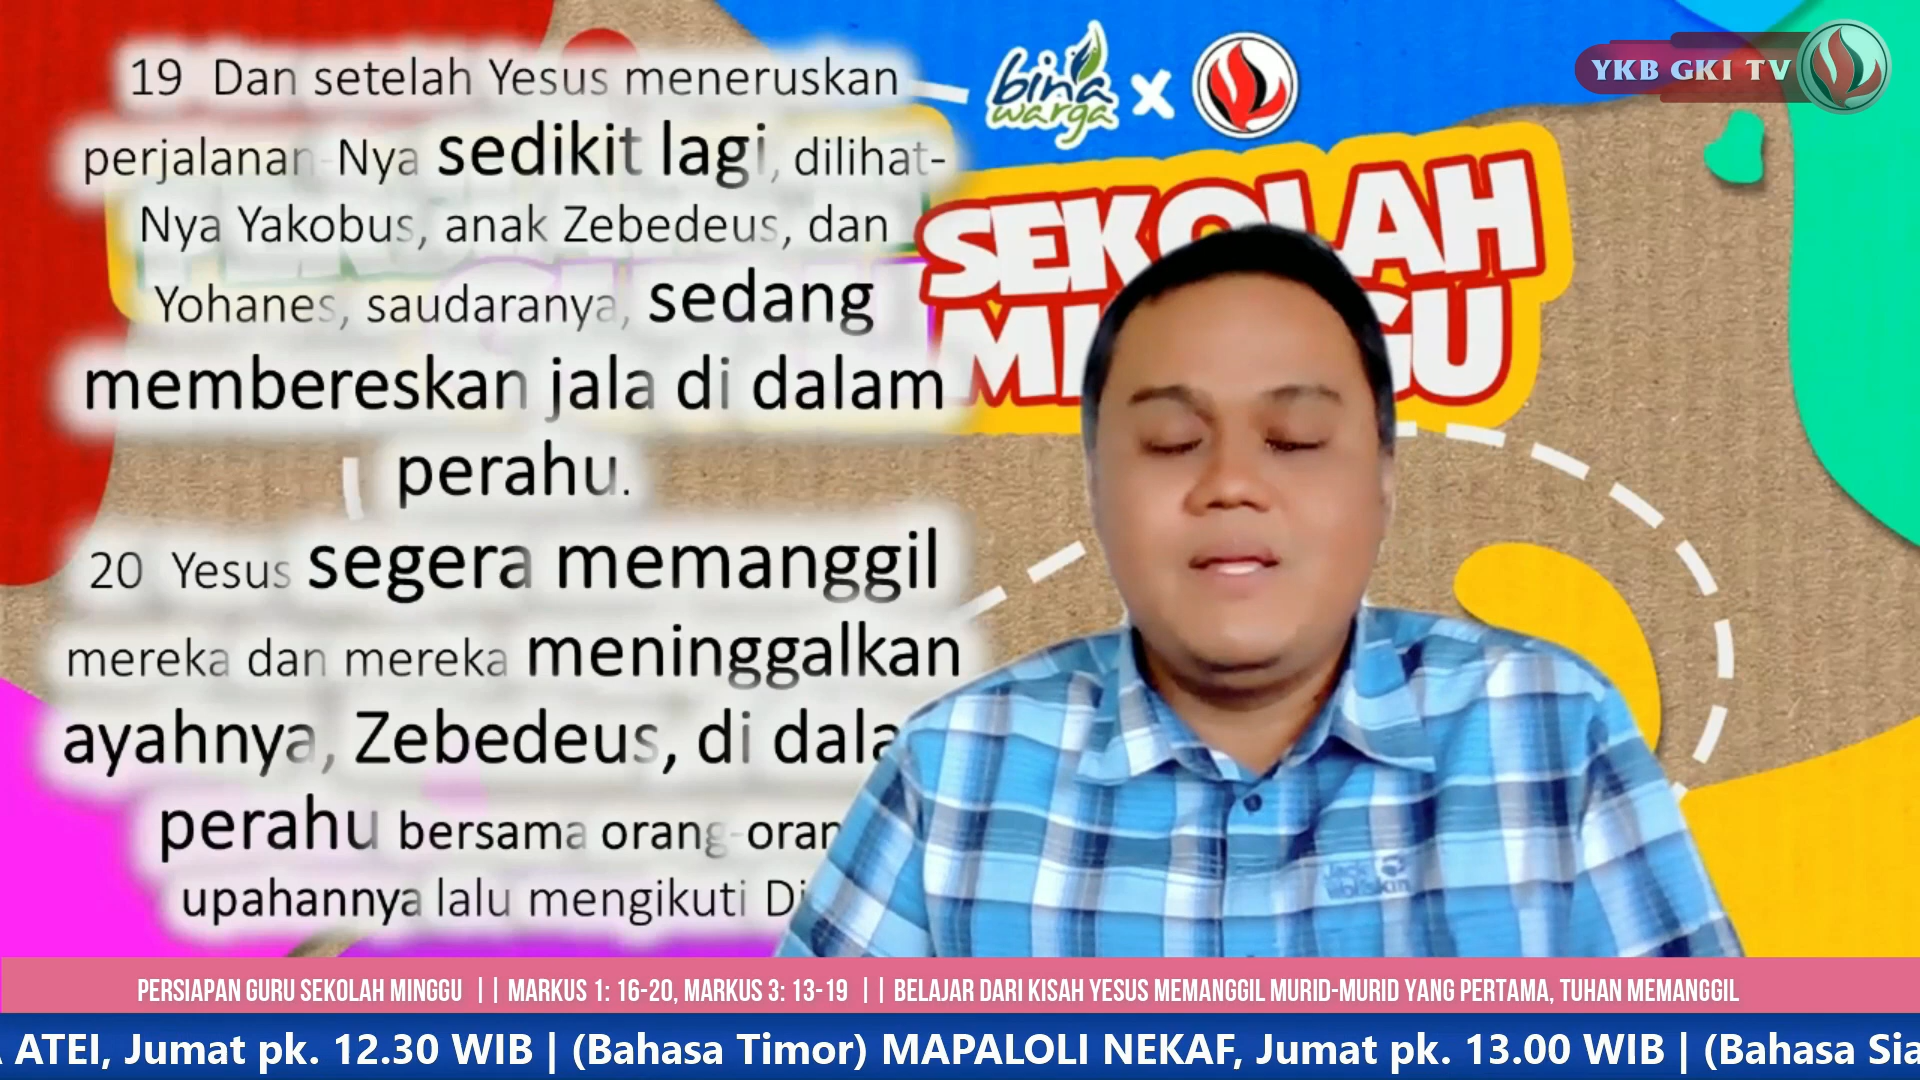 19 Dan setelah Yesus meneruskan
perjalanan-Nya sedikit lagi, dilihat-
Nya Yakobus, anak Zebedeus, dan
Yohanes, saudaranya, sedang
membereskan jala di dalam
perahu.
20 Yesus segera memanggil
mereka dan mereka meninggalkan
ayahnya, Zebedeus, di dala
perahu bersama orang-oran
upahannya lalu mengikuti Di
bina warga x
YKB GKI TV
SEKOLAH
MI GU
Jack Wolfskin
PERSIAPAN GURU SEKOLAH MINGGU || MARKUS 1: 16-20, MARKUS 3: 13-19 || BELAJAR DARI KISAH YESUS MEMANGGIL MURID-MURID YANG PERTAMA, TUHAN MEMANGGIL
ATEI, Jumat pk. 12.30 WIB | (Bahasa Timor) MAPALOLI NEKAF, Jumat pk. 13.00 WIB | (Bahasa Sia